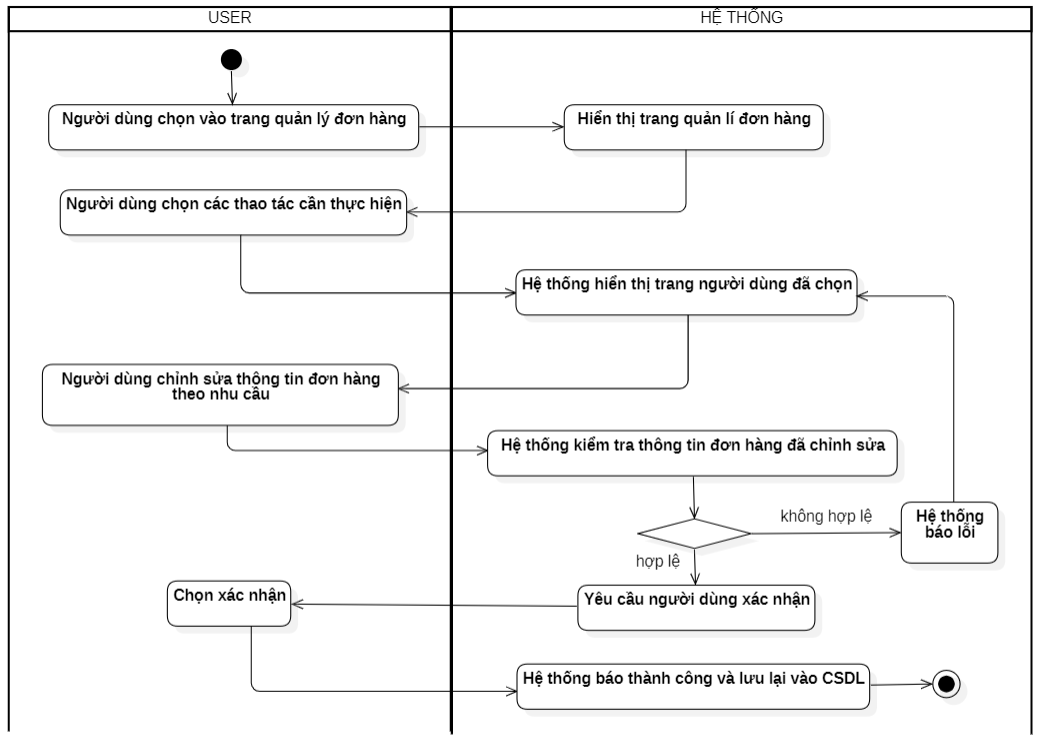 USER
HỆ THỐNG
Người dùng chọn vào trang quản lý đơn hàng
Hiển thị trang quản lí đơn hàng
Người dùng chọn các thao tác cần thực hiện
Hệ thống hiển thị trang người dùng đã chọn
Người dùng chỉnh sửa thông tin đơn hàng
theo nhu cầu
Hệ thống kiểm tra thông tin đơn hàng đã chỉnh sửa
không hợp lệ
Hệ thống
báo lỗi
hợp lệ
Chọn xác nhận
Yêu cầu người dùng xác nhận
Hệ thống báo thành công và lưu lại vào CSDL